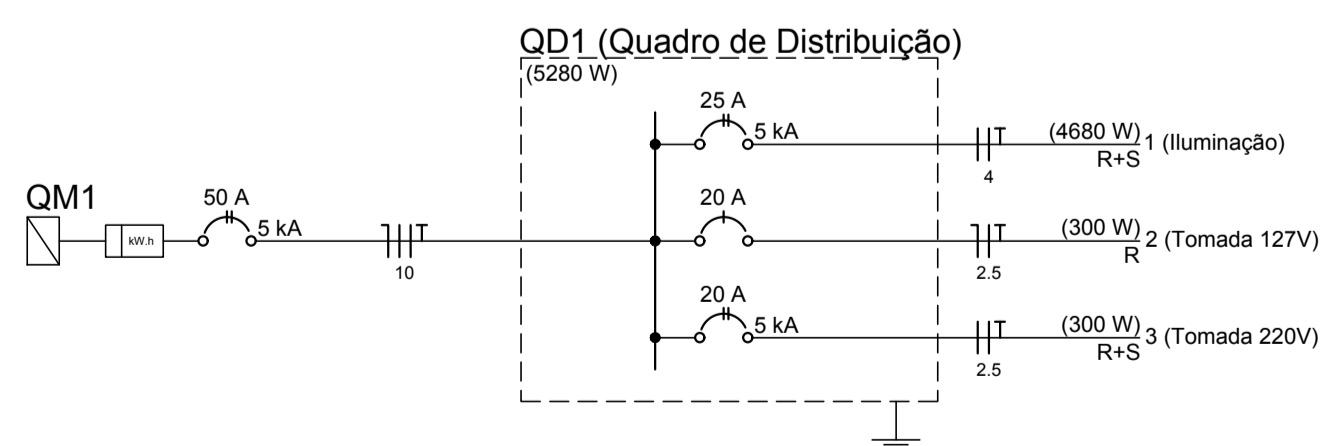 QD1 (Quadro de Distribuição)
(5280 W)
25 A
5 kA
4
(4680 W)
R+S
1 (Iluminação)
QM1
kW.h
50 A
5 kA
10
20 A
2.5
(300 W)
R
2 (Tomada 127V)
20 A
5 kA
2.5
(300 W)
R+S
3 (Tomada 220V)